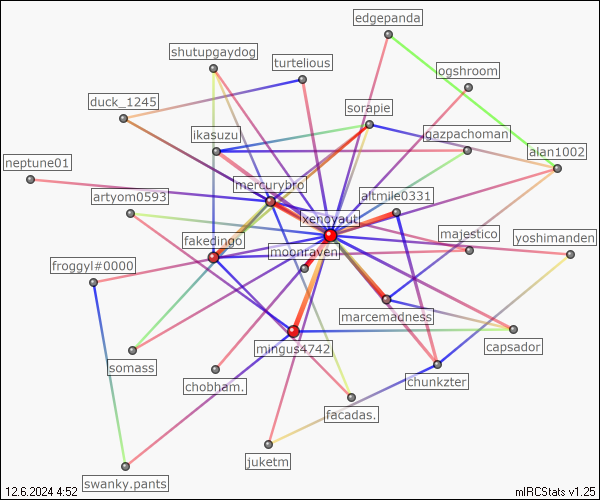 edgepanda
shutupgaydog
turtelious
ogshroom
duck_1245
sorapie
ikasuzu
gazpachoman
alan1002
neptune01
mercurybro
artyom0593
altmile0331
xenoyaut
fakedingo
majestico
yoshimanden
moonraven
froggyl#0000
marcemadness
mingus4742
capsador
somass
chobham.
chunkzter
facadas.
juketm
swanky.pants
12.6.2024 4:52
mIRCStats v1.25